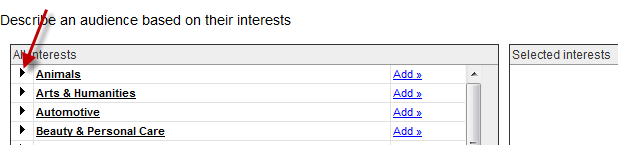 Describe an audience based on their interests
All interests Selected interests
Animals Add »
Arts & Humanities Add »
Automotive Add »
Beauty & Personal Care Add »